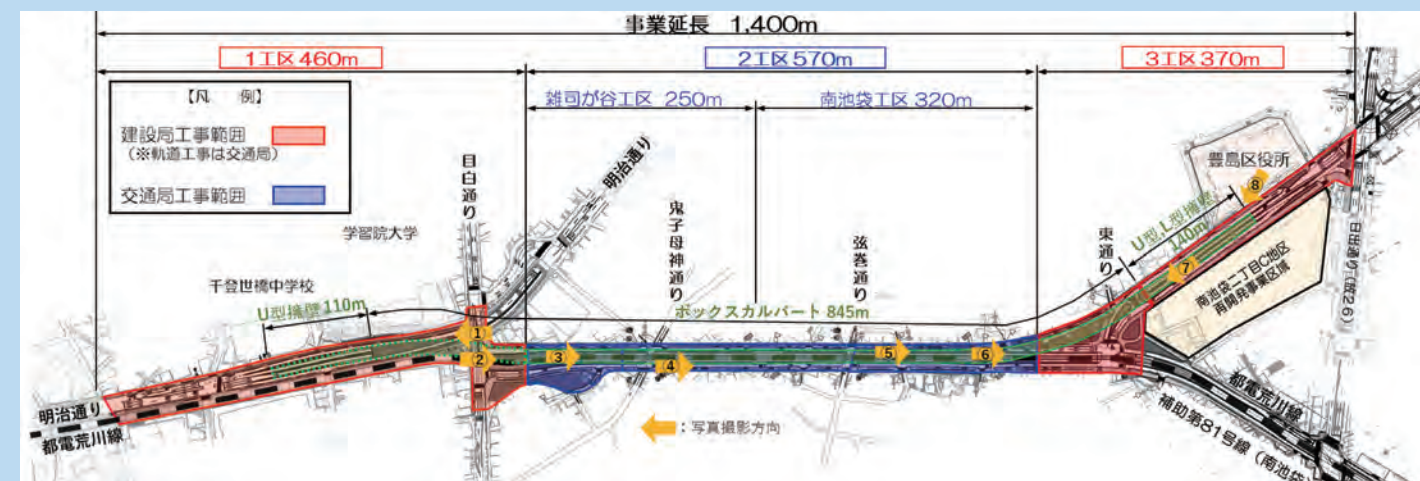 事業延長 1,400m
1工区 460m
2工区 570m
3工区 370m
雑司が谷工区 250m
南池袋工区 320m
【凡 例】
建設局工事範囲
(※軌道工事は交通局)
交通局工事範囲
目白通り
明治通り
鬼子母神通り
弦巻通り
東通り
豊島区役所
学習院大学
千登世橋中学校
U型擁壁 110m
ボックスカルバート 845m
U型,L型擁壁
140m
南池袋二丁目C地区
再開発事業区域
日出通り(放26)
1
2
3
4
5
6
7
8
明治通り
都電荒川線
:写真撮影方向
都電荒川線
補助第81号線(南池袋)